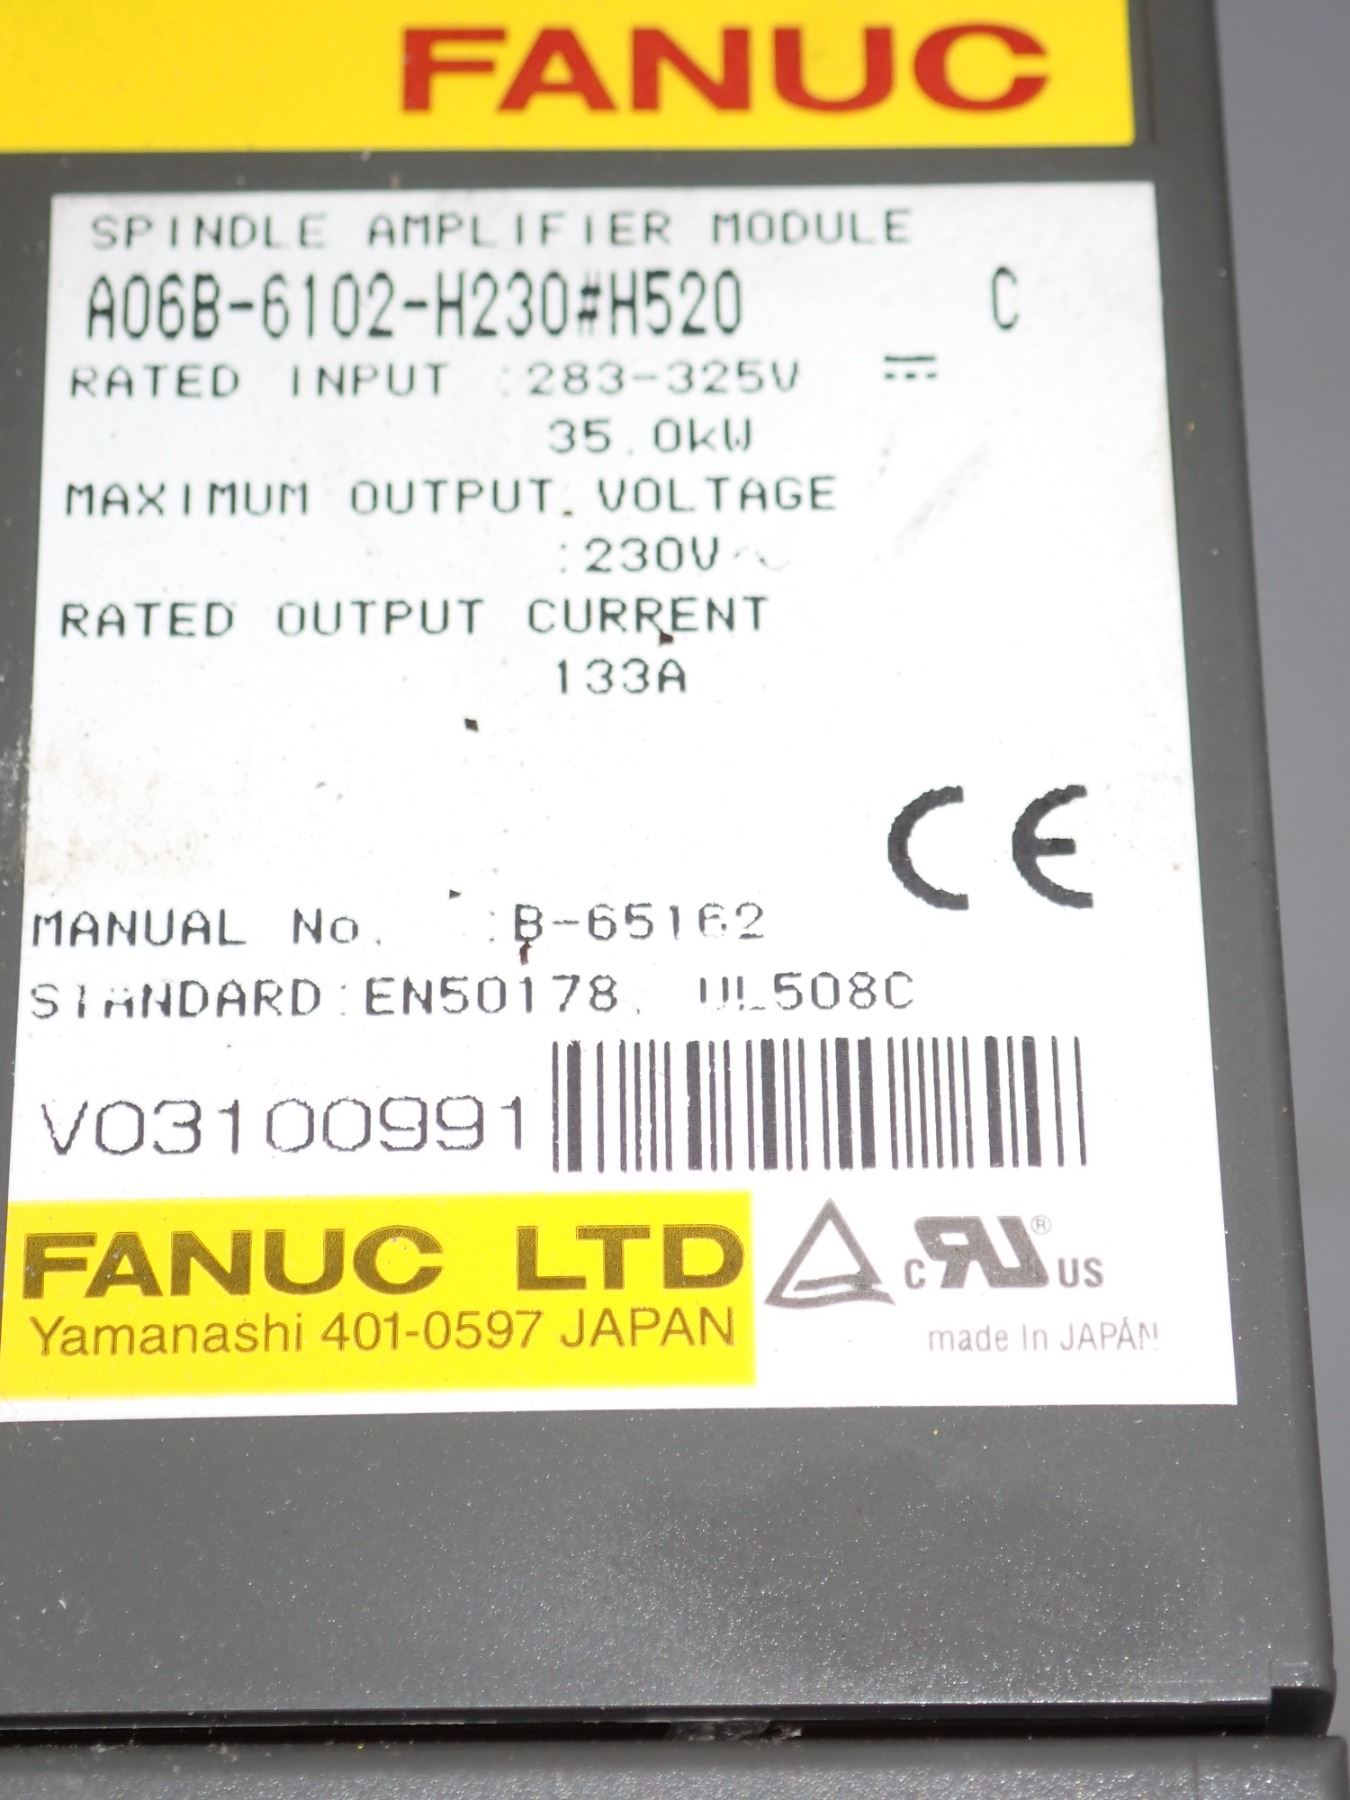 FANUC
SPINDLE AMPLIFIER MODULE
A06B-6102-H230#H520 C
RATED INPUT :283-325V ⎓
35.0kW
MAXIMUM OUTPUT VOLTAGE
:230V~
RATED OUTPUT CURRENT
133A
CE
MANUAL No. :B-65162
STANDARD:EN50178, UL508C
V03100991
FANUC LTD
Yamanashi 401-0597 JAPAN
c RU ® US
made In JAPAN